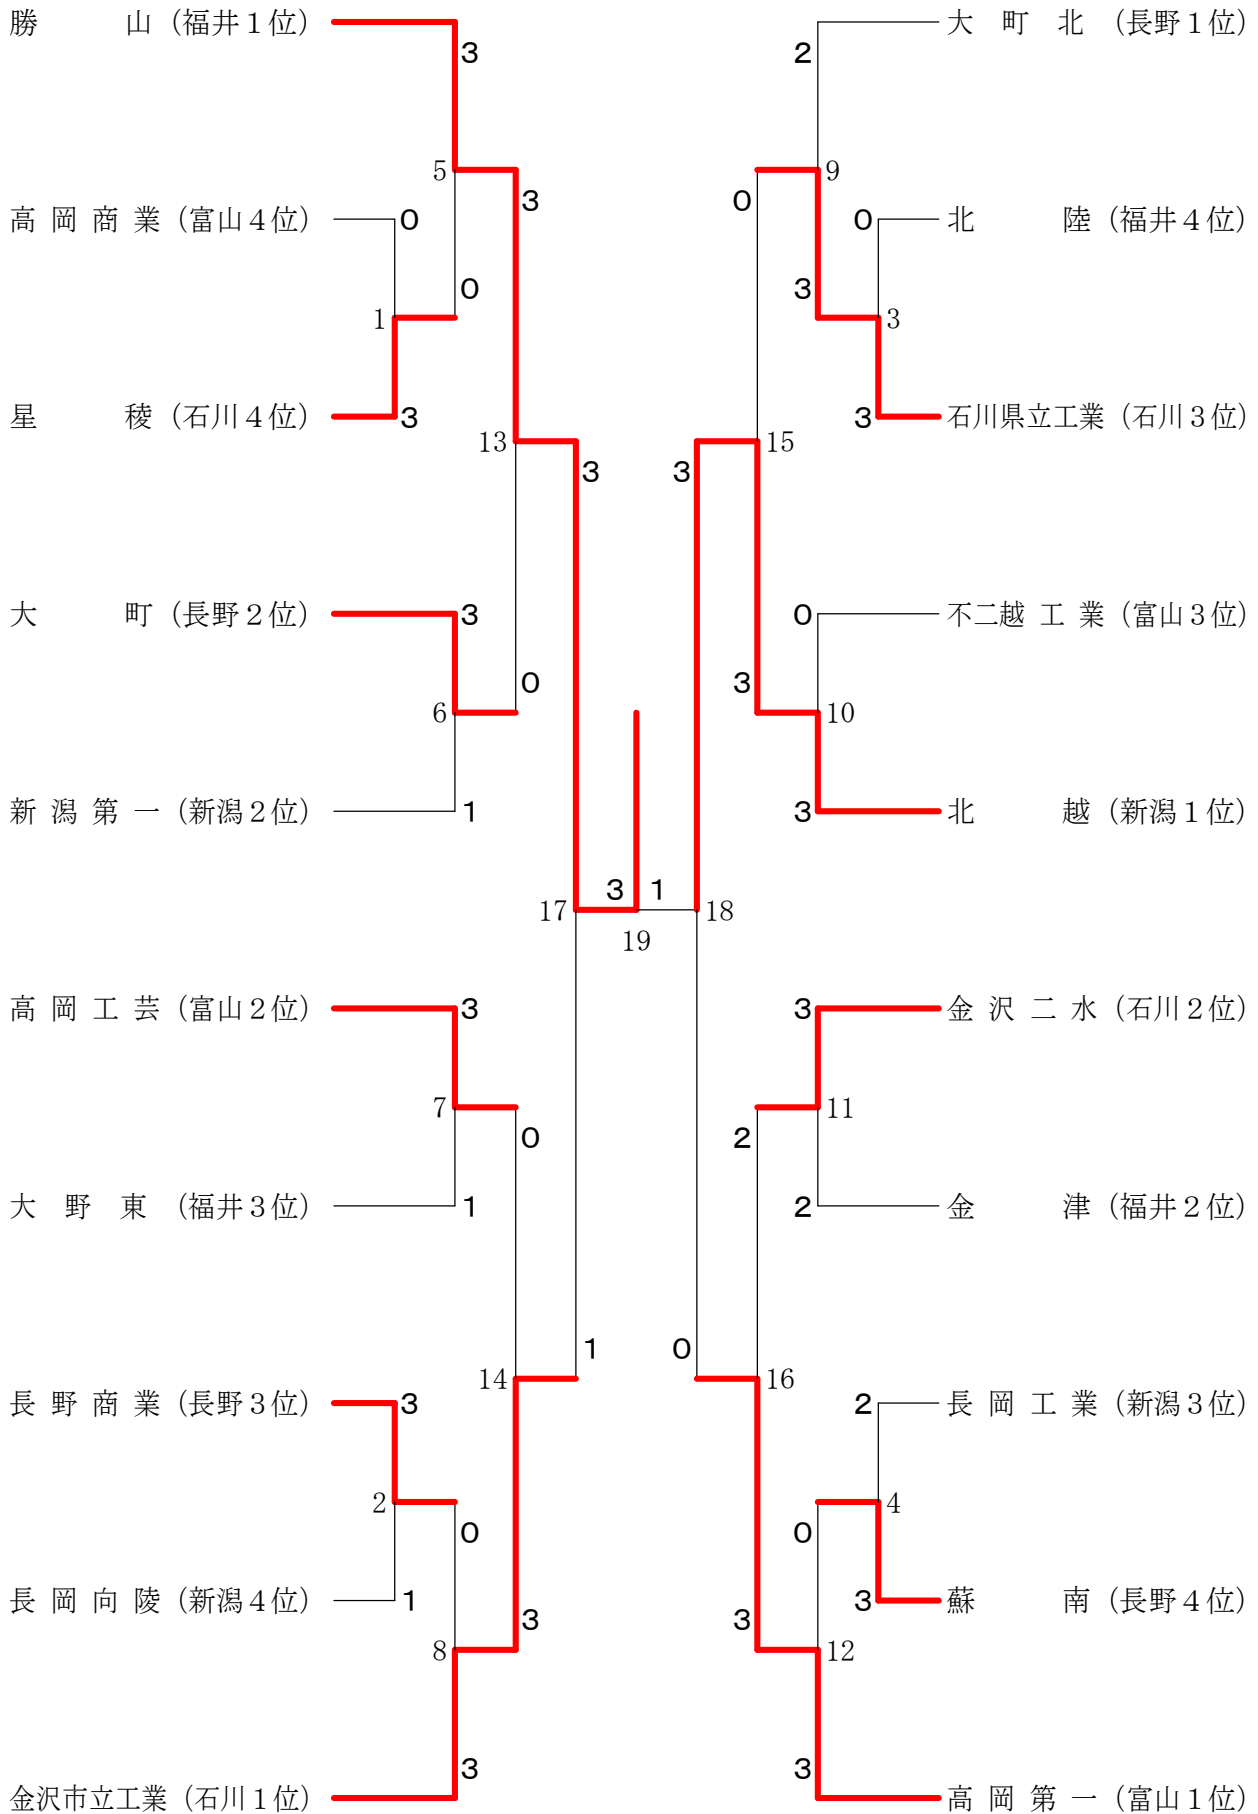 勝山 (福井1位)
3
5
3
高岡商業 (富山4位)
0
0
1
星稜 (石川4位)
3
13
3
大町 (長野2位)
3
0
6
新潟第一 (新潟2位)
1
17
3
高岡工芸 (富山2位)
3
7
0
大野東 (福井3位)
1
1
14
長野商業 (長野3位)
3
2
0
長岡向陵 (新潟4位)
1
3
8
金沢市立工業 (石川1位)
3
19
大町北 (長野1位)
2
9
0
北陸 (福井4位)
0
3
3
石川県立工業 (石川3位)
3
15
3
不二越工業 (富山3位)
0
3
10
北越 (新潟1位)
3
1
18
金沢二水 (石川2位)
3
11
2
金津 (福井2位)
2
0
16
長岡工業 (新潟3位)
2
4
0
蘇南 (長野4位)
3
3
12
高岡第一 (富山1位)
3